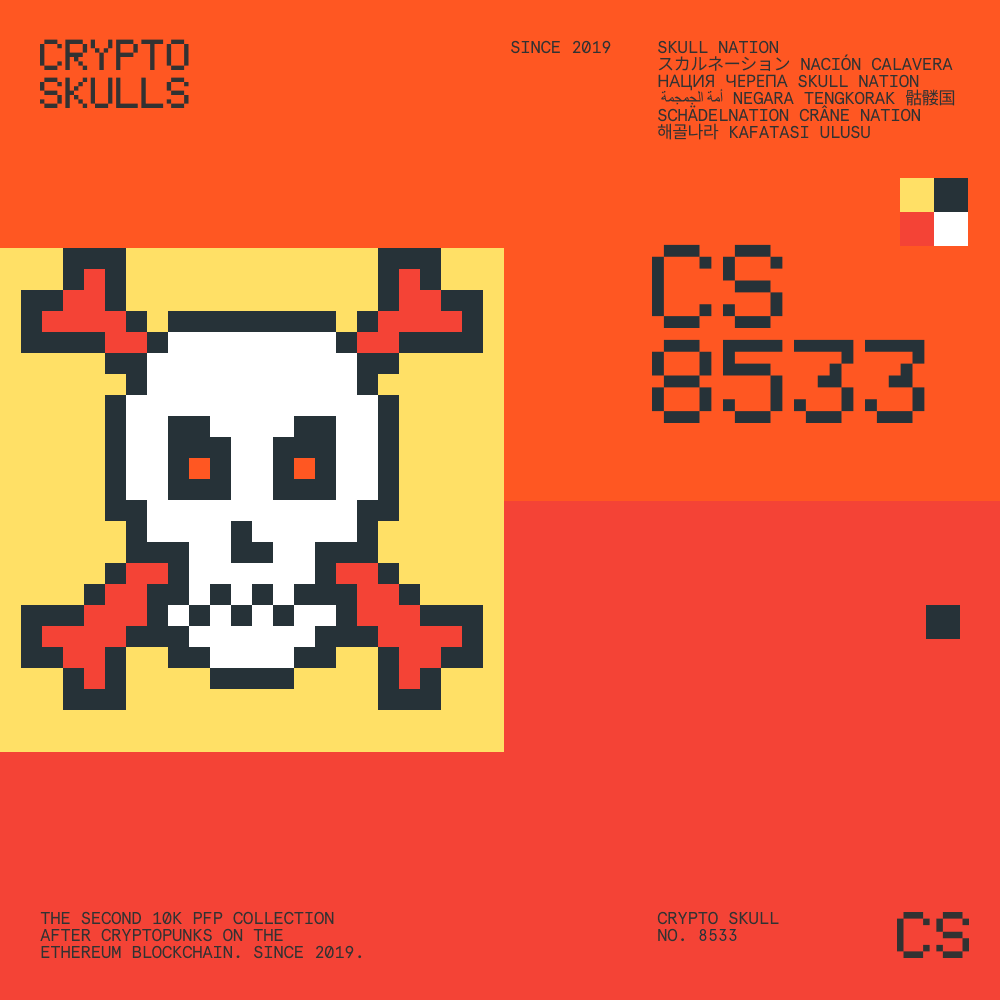 CRYPTO
SKULLS
SINCE 2019
SKULL NATION
スカルネーション NACIÓN CALAVERA
НАЦИЯ ЧЕРЕПА SKULL NATION
أمة الجمجمة NEGARA TENGKORAK 骷髅国
SCHÄDELNATION CRÂNE NATION
해골나라 KAFATASI ULUSU
CS
8533
THE SECOND 10K PFP COLLECTION
AFTER CRYPTOPUNKS ON THE
ETHEREUM BLOCKCHAIN. SINCE 2019.
CRYPTO SKULL
NO. 8533
CS